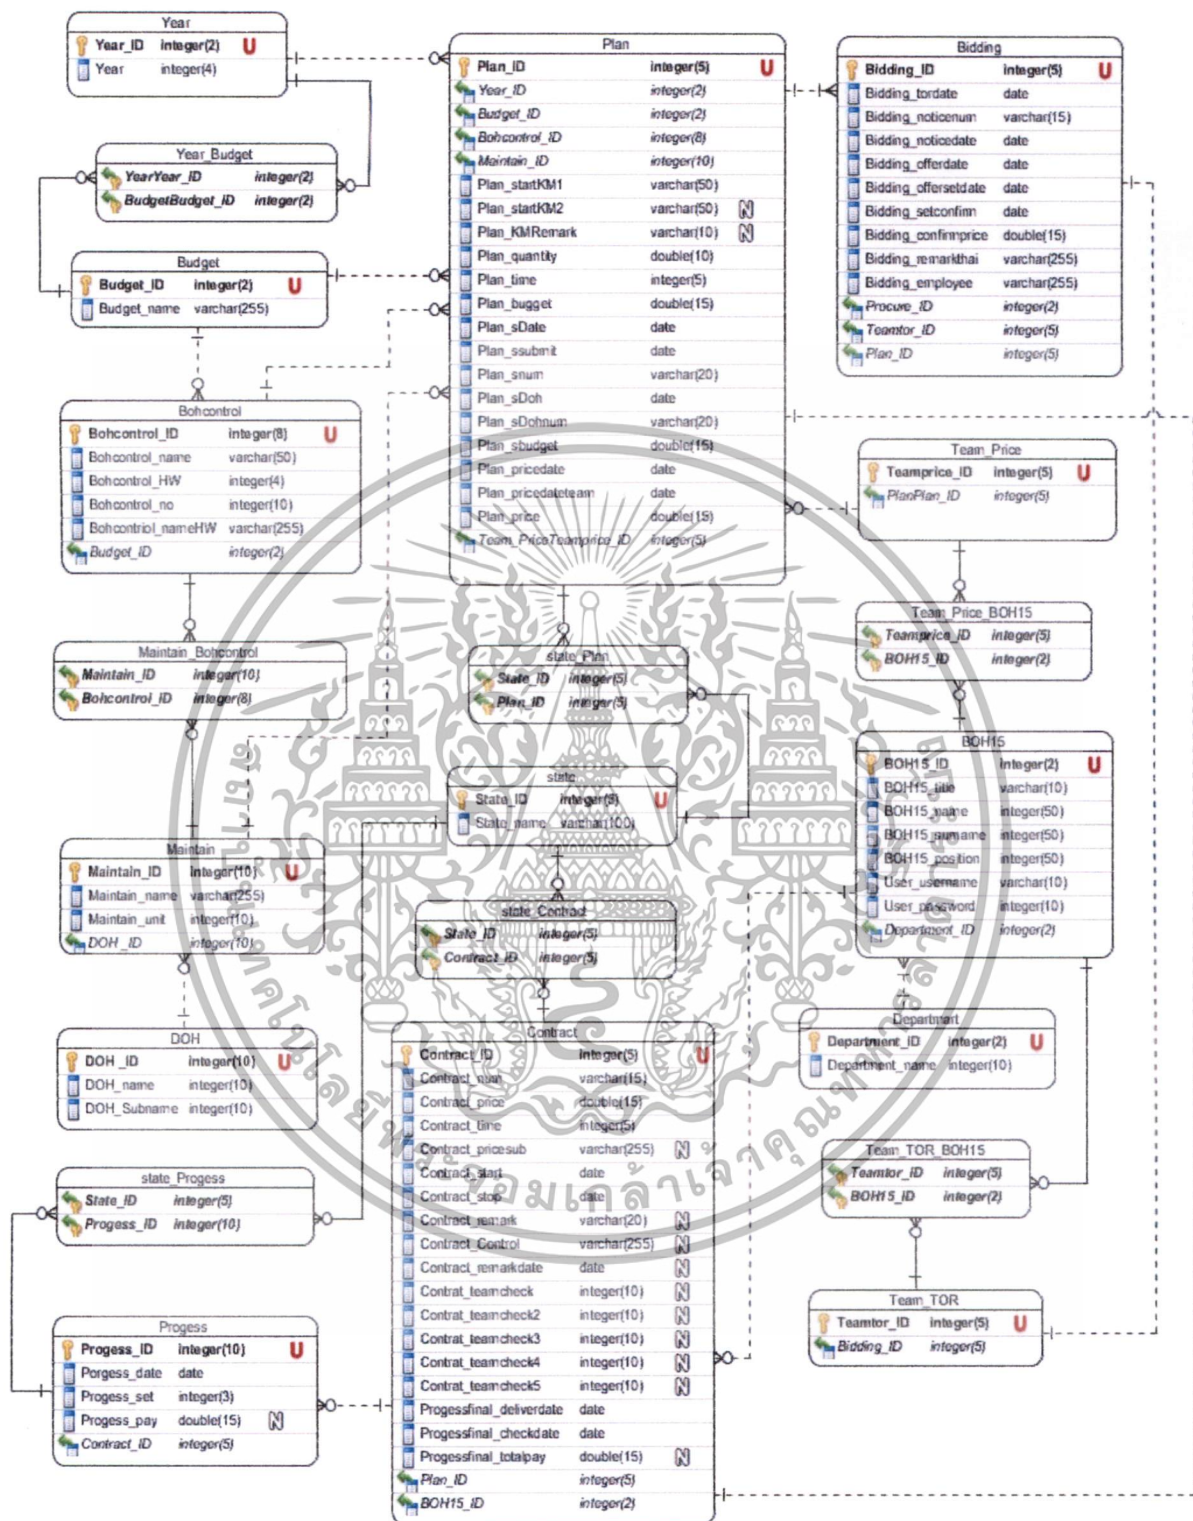 Year
Year_ID integer(2) U
Year integer(4)
Year_Budget
YearYear_ID integer(2)
BudgetBudget_ID integer(2)
Budget
Budget_ID integer(2) U
Budget_name varchar(255)
Bohcontrol
Bohcontrol_ID integer(8) U
Bohcontrol_name varchar(50)
Bohcontrol_HW integer(4)
Bohcontrol_no integer(10)
Bohcontriol_nameHW varchar(255)
Budget_ID integer(2)
Maintain_Bohcontrol
Maintain_ID integer(10)
Bohcontrol_ID integer(8)
Maintain
Maintain_ID integer(10) U
Maintain_name varchar(255)
Maintain_unit integer(10)
DOH_ID integer(10)
DOH
DOH_ID integer(10) U
DOH_name integer(10)
DOH_Subname integer(10)
state_Progess
State_ID integer(5)
Progess_ID integer(10)
Progess
Progess_ID integer(10) U
Porgess_date date
Progess_set integer(3)
Progess_pay double(15) N
Contract_ID integer(5)
Plan
Plan_ID integer(5) U
Year_ID integer(2)
Budget_ID integer(2)
Bohcontrol_ID integer(8)
Maintain_ID integer(10)
Plan_startKM1 varchar(50)
Plan_startKM2 varchar(50) N
Plan_KMRemark varchar(10) N
Plan_quantity double(10)
Plan_time integer(5)
Plan_bugget double(15)
Plan_sDate date
Plan_ssubmit date
Plan_snum varchar(20)
Plan_sDoh date
Plan_sDohnum varchar(20)
Plan_sbudget double(15)
Plan_pricedate date
Plan_pricedateteam date
Plan_price double(15)
Team_PriceTeamprice_ID integer(5)
state_Plan
State_ID integer(5)
Plan_ID integer(5)
state
State_ID integer(5) U
State_name varchar(100)
state_Contract
State_ID integer(5)
Contract_ID integer(5)
Contract
Contract_ID integer(5) U
Contract_num varchar(15)
Contract_price double(15)
Contract_time integer(5)
Contract_pricesub varchar(255) N
Contract_start date
Contract_stop date
Contract_remark varchar(20) N
Contract_Control varchar(255) N
Contract_remarkdate date N
Contrat_teamcheck integer(10) N
Contrat_teamcheck2 integer(10) N
Contrat_teamcheck3 integer(10) N
Contrat_teamcheck4 integer(10) N
Contrat_teamcheck5 integer(10) N
Progessfinal_deliverdate date
Progessfinal_checkdate date
Progessfinal_totalpay double(15) N
Plan_ID integer(5)
BOH15_ID integer(2)
Bidding
Bidding_ID integer(5) U
Bidding_tordate date
Bidding_noticenum varchar(15)
Bidding_noticedate date
Bidding_offerdate date
Bidding_offersetdate date
Bidding_setconfirm date
Bidding_confirmprice double(15)
Bidding_remarkthai varchar(255)
Bidding_employee varchar(255)
Procure_ID integer(2)
Teamtor_ID integer(5)
Plan_ID integer(5)
Team_Price
Teamprice_ID integer(5) U
PlanPlan_ID integer(5)
Team_Price_BOH15
Teamprice_ID integer(5)
BOH15_ID integer(2)
BOH15
BOH15_ID integer(2) U
BOH15_title varchar(10)
BOH15_name integer(50)
BOH15_surname integer(50)
BOH15_position integer(50)
User_username varchar(10)
User_password integer(10)
Department_ID integer(2)
Departmart
Department_ID integer(2) U
Department_name integer(10)
Team_TOR_BOH15
Teamtor_ID integer(5)
BOH15_ID integer(2)
Team_TOR
Teamtor_ID integer(5) U
Bidding_ID integer(5)